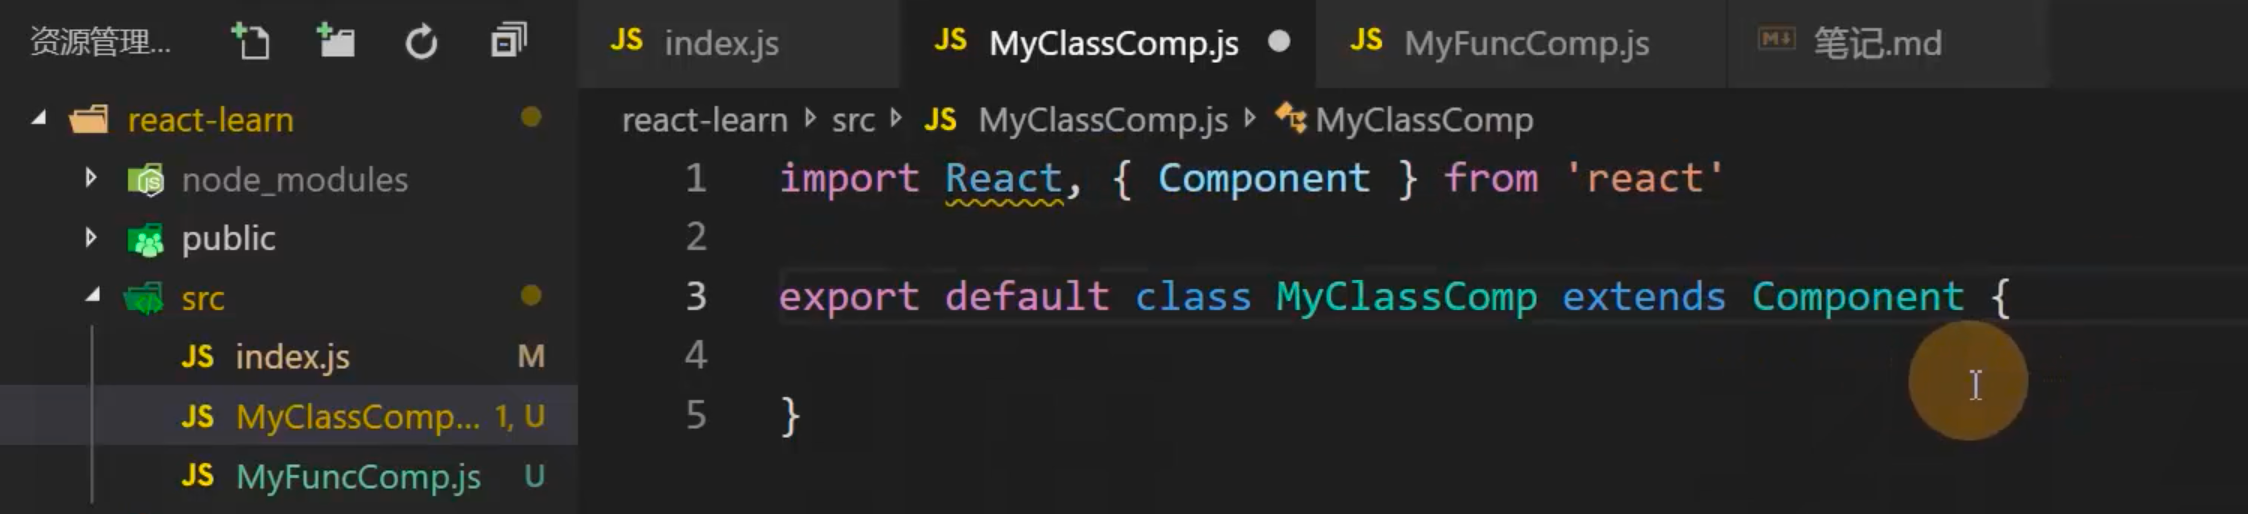 资源管理...
JS index.js
JS MyClassComp.js
JS MyFuncComp.js
M↓ 笔记.md
react-learn
node_modules
public
src
JS index.js M
JS MyClassComp... 1, U
JS MyFuncComp.js U
react-learn src JS MyClassComp.js MyClassComp
1 import React, { Component } from 'react'
2
3 export default class MyClassComp extends Component {
4
5 }